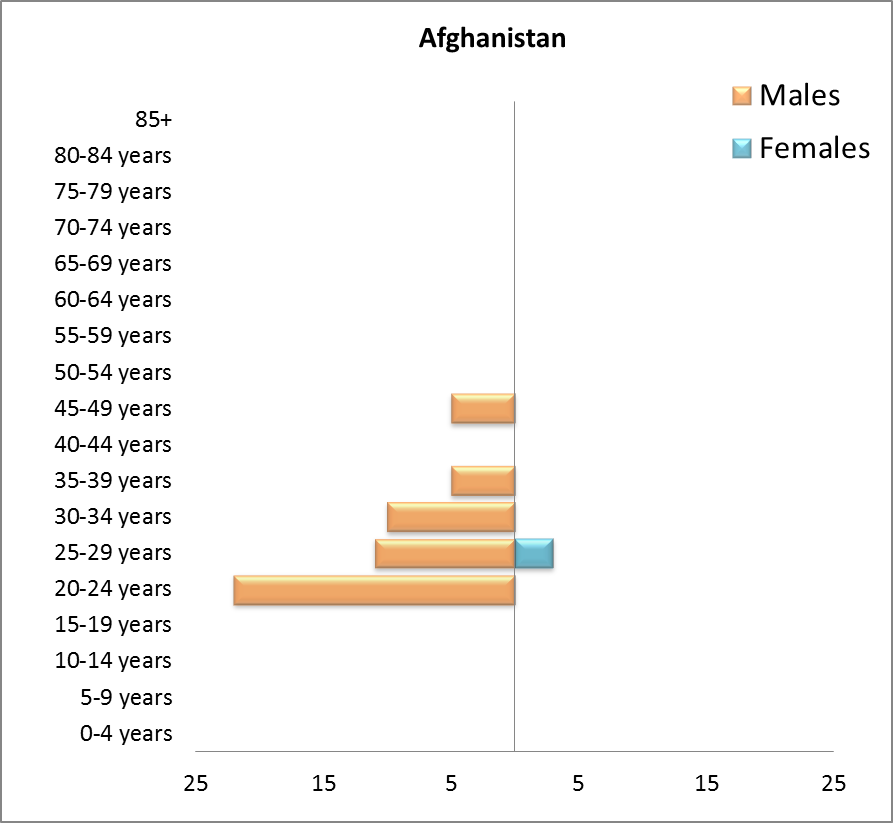 Afghanistan
Males
Females
85+
80-84 years
75-79 years
70-74 years
65-69 years
60-64 years
55-59 years
50-54 years
45-49 years
40-44 years
35-39 years
30-34 years
25-29 years
20-24 years
15-19 years
10-14 years
5-9 years
0-4 years
25 15 5 5 15 25